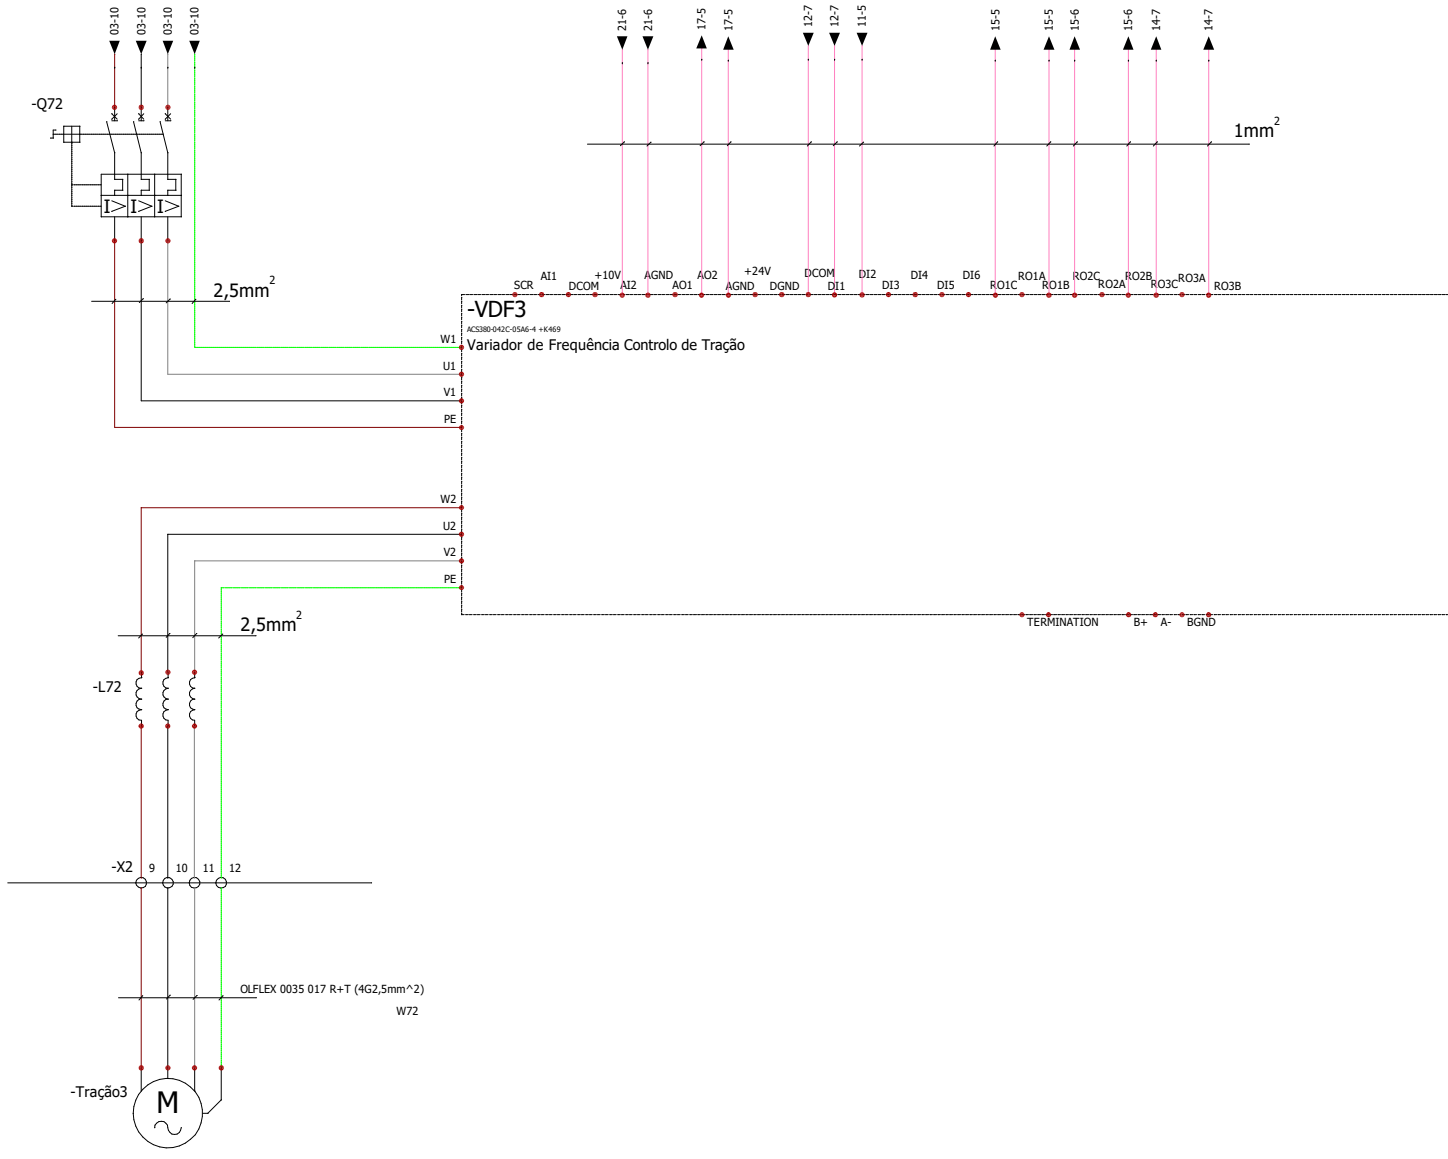 03-10
03-10
03-10
03-10
21-6
21-6
17-5
17-5
12-7
12-7
11-5
15-5
15-5
15-6
15-6
14-7
14-7
-Q72
1mm²
I>
I>
I>
2,5mm²
SCR
AI1
DCOM
+10V
AI2
AGND
AO1
AO2
AGND
+24V
DGND
DCOM
DI1
DI2
DI3
DI4
DI5
DI6
RO1C
RO1A
RO1B
RO2C
RO2A
RO2B
RO3C
RO3A
RO3B
-VDF3
ACS380-042C-05A6-4 +K469
Variador de Frequência Controlo de Tração
W1
U1
V1
PE
W2
U2
V2
PE
TERMINATION
B+
A-
BGND
2,5mm²
-L72
-X2
9
10
11
12
OLFLEX 0035 017 R+T (4G2,5mm^2)
W72
-Tração3
M